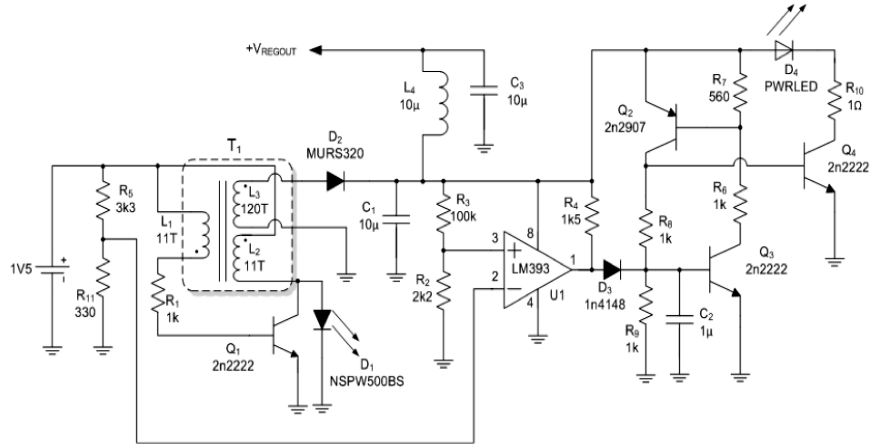 +VREGOUT
L4
10µ
C3
10µ
D4
PWRLED
R7
560
R10
1Ω
Q2
2n2907
Q4
2n2222
T1
D2
MURS320
R5
3k3
L1
11T
L3
120T
L2
11T
C1
10µ
R3
100k
R4
1k5
R6
1k
R8
1k
1V5
+
-
R11
330
R1
1k
R2
2k2
3
+
8
2
-
LM393
1
4
U1
D3
1n4148
Q3
2n2222
R9
1k
C2
1µ
Q1
2n2222
D1
NSPW500BS